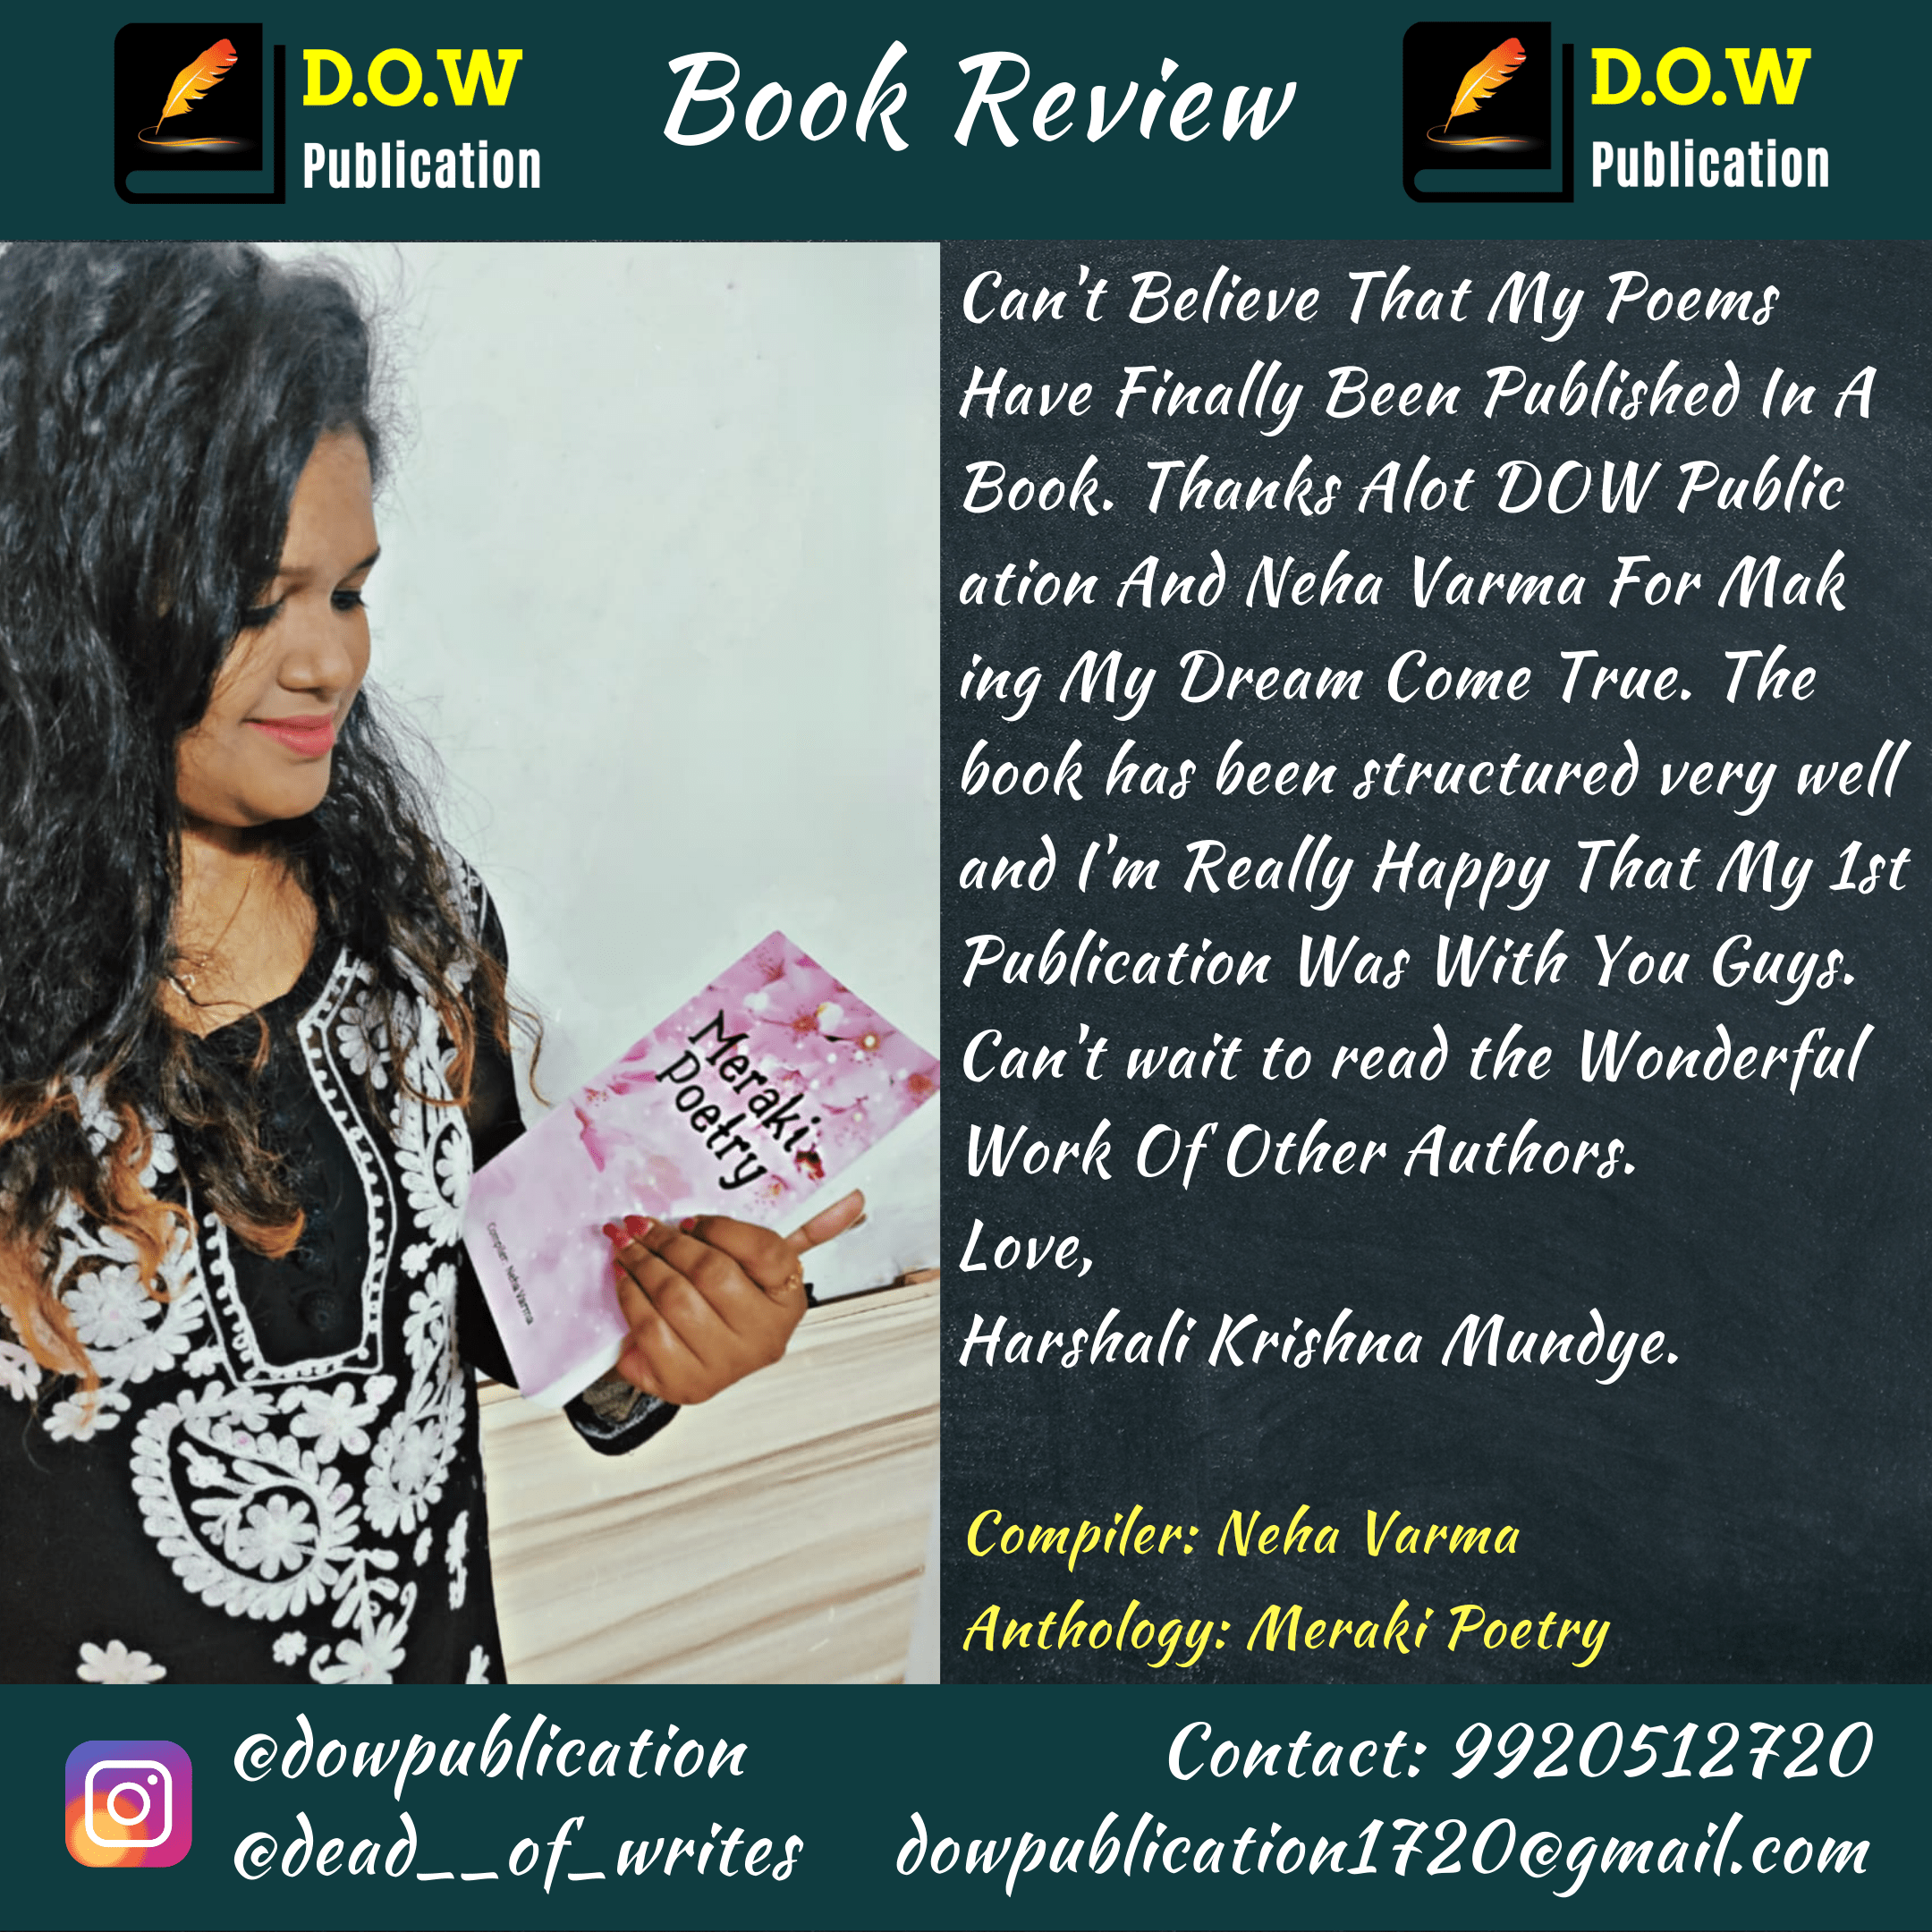 D.O.W
Publication
Book Review
D.O.W
Publication
Can't Believe That My Poems
Have Finally Been Published In A
Book. Thanks Alot DOW Public
ation And Neha Varma For Mak
ing My Dream Come True. The
book has been structured very well
and I'm Really Happy That My 1st
Publication Was With You Guys.
Can't wait to read the Wonderful
Work Of Other Authors.
Love,
Harshali Krishna Mundye.
Meraki
Poetry
Compiler: Neha Varma
Compiler: Neha Varma
Anthology: Meraki Poetry
@dowpublication
@dead__of_writes
Contact: 9920512720
dowpublication1720@gmail.com